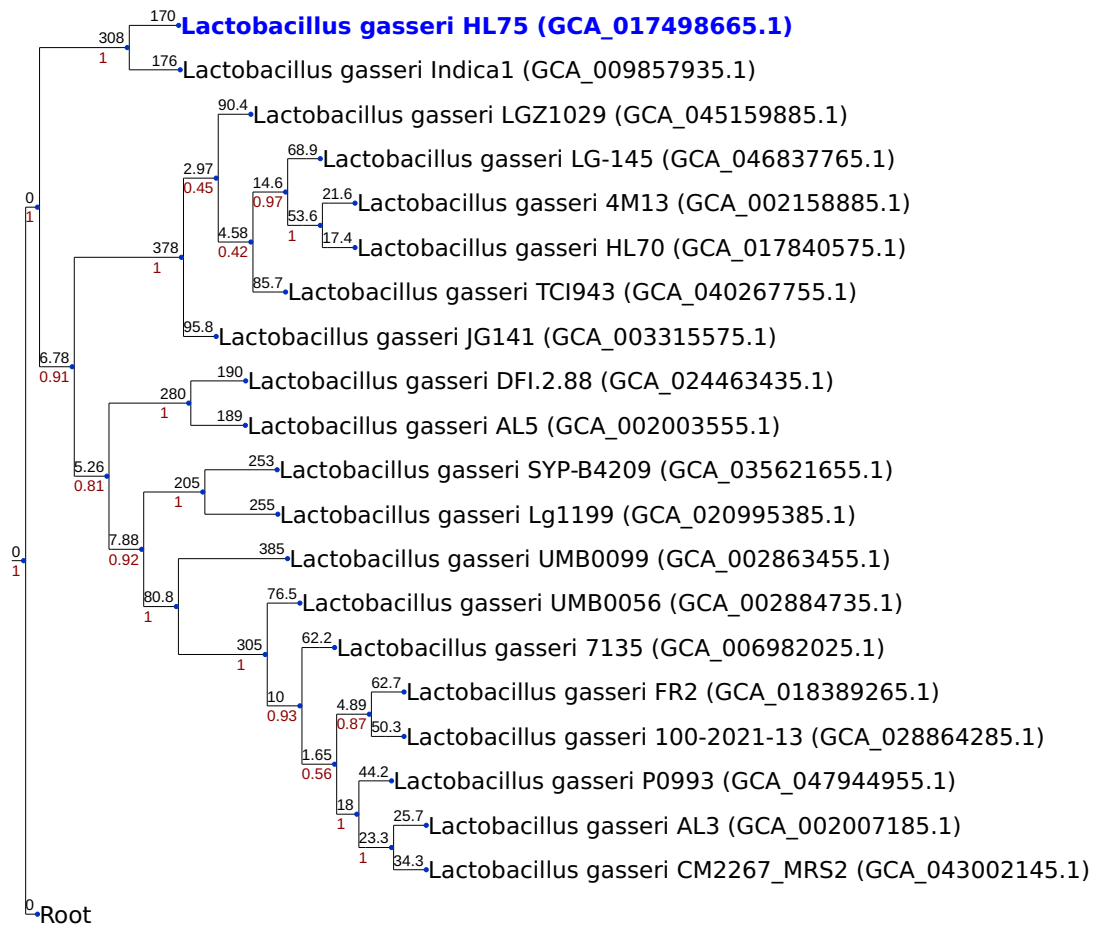 170
Lactobacillus gasseri HL75 (GCA_017498665.1)
308
1
176
Lactobacillus gasseri Indica1 (GCA_009857935.1)
90.4
Lactobacillus gasseri LGZ1029 (GCA_045159885.1)
68.9
Lactobacillus gasseri LG-145 (GCA_046837765.1)
2.97
0.45
14.6
0.97
21.6
Lactobacillus gasseri 4M13 (GCA_002158885.1)
0
1
53.6
1
17.4
Lactobacillus gasseri HL70 (GCA_017840575.1)
4.58
0.42
378
1
85.7
Lactobacillus gasseri TCI943 (GCA_040267755.1)
95.8
Lactobacillus gasseri JG141 (GCA_003315575.1)
6.78
0.91
190
Lactobacillus gasseri DFI.2.88 (GCA_024463435.1)
280
1
189
Lactobacillus gasseri AL5 (GCA_002003555.1)
5.26
0.81
253
Lactobacillus gasseri SYP-B4209 (GCA_035621655.1)
205
1
255
Lactobacillus gasseri Lg1199 (GCA_020995385.1)
7.88
0.92
0
1
385
Lactobacillus gasseri UMB0099 (GCA_002863455.1)
80.8
1
76.5
Lactobacillus gasseri UMB0056 (GCA_002884735.1)
305
1
62.2
Lactobacillus gasseri 7135 (GCA_006982025.1)
10
0.93
62.7
Lactobacillus gasseri FR2 (GCA_018389265.1)
4.89
0.87
50.3
Lactobacillus gasseri 100-2021-13 (GCA_028864285.1)
1.65
0.56
44.2
Lactobacillus gasseri P0993 (GCA_047944955.1)
18
1
25.7
Lactobacillus gasseri AL3 (GCA_002007185.1)
23.3
1
34.3
Lactobacillus gasseri CM2267_MRS2 (GCA_043002145.1)
0
Root